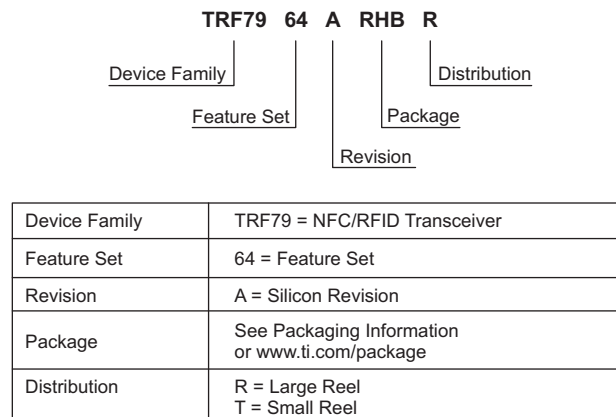 TRF79 64 A RHB R
Device Family
Distribution
Feature Set
Package
Revision
Device Family TRF79 = NFC/RFID Transceiver
Feature Set 64 = Feature Set
Revision A = Silicon Revision
Package See Packaging Information
or www.ti.com/package
Distribution R = Large Reel
T = Small Reel